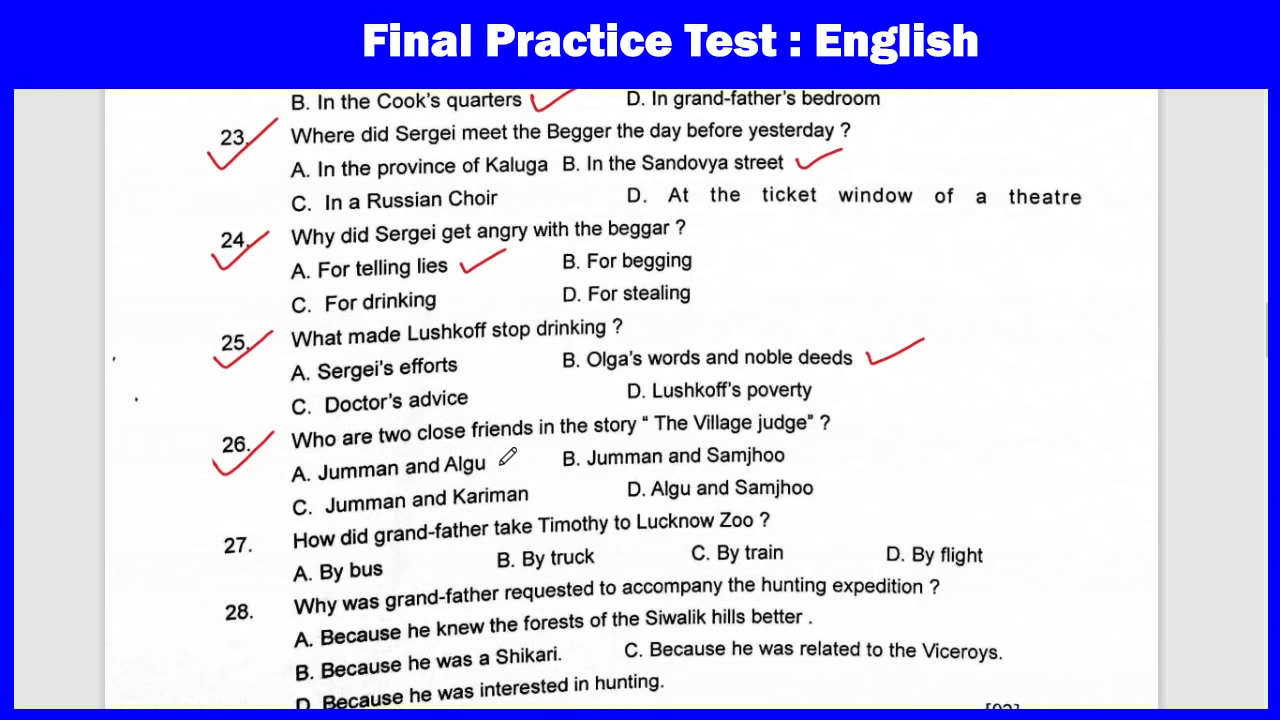 Final Practice Test : English
B. In the Cook's quarters D. In grand-father's bedroom
23. Where did Sergei meet the Begger the day before yesterday ?
A. In the province of Kaluga B. In the Sandovya street
C. In a Russian Choir D. At the ticket window of a theatre
24. Why did Sergei get angry with the beggar ?
A. For telling lies B. For begging
C. For drinking D. For stealing
25. What made Lushkoff stop drinking ?
A. Sergei's efforts B. Olga's words and noble deeds
C. Doctor's advice D. Lushkoff's poverty
26. Who are two close friends in the story “ The Village judge” ?
A. Jumman and Algu B. Jumman and Samjhoo
C. Jumman and Kariman D. Algu and Samjhoo
27. How did grand-father take Timothy to Lucknow Zoo ?
A. By bus B. By truck C. By train D. By flight
28. Why was grand-father requested to accompany the hunting expedition ?
A. Because he knew the forests of the Siwalik hills better .
B. Because he was a Shikari. C. Because he was related to the Viceroys.
D. Because he was interested in hunting.